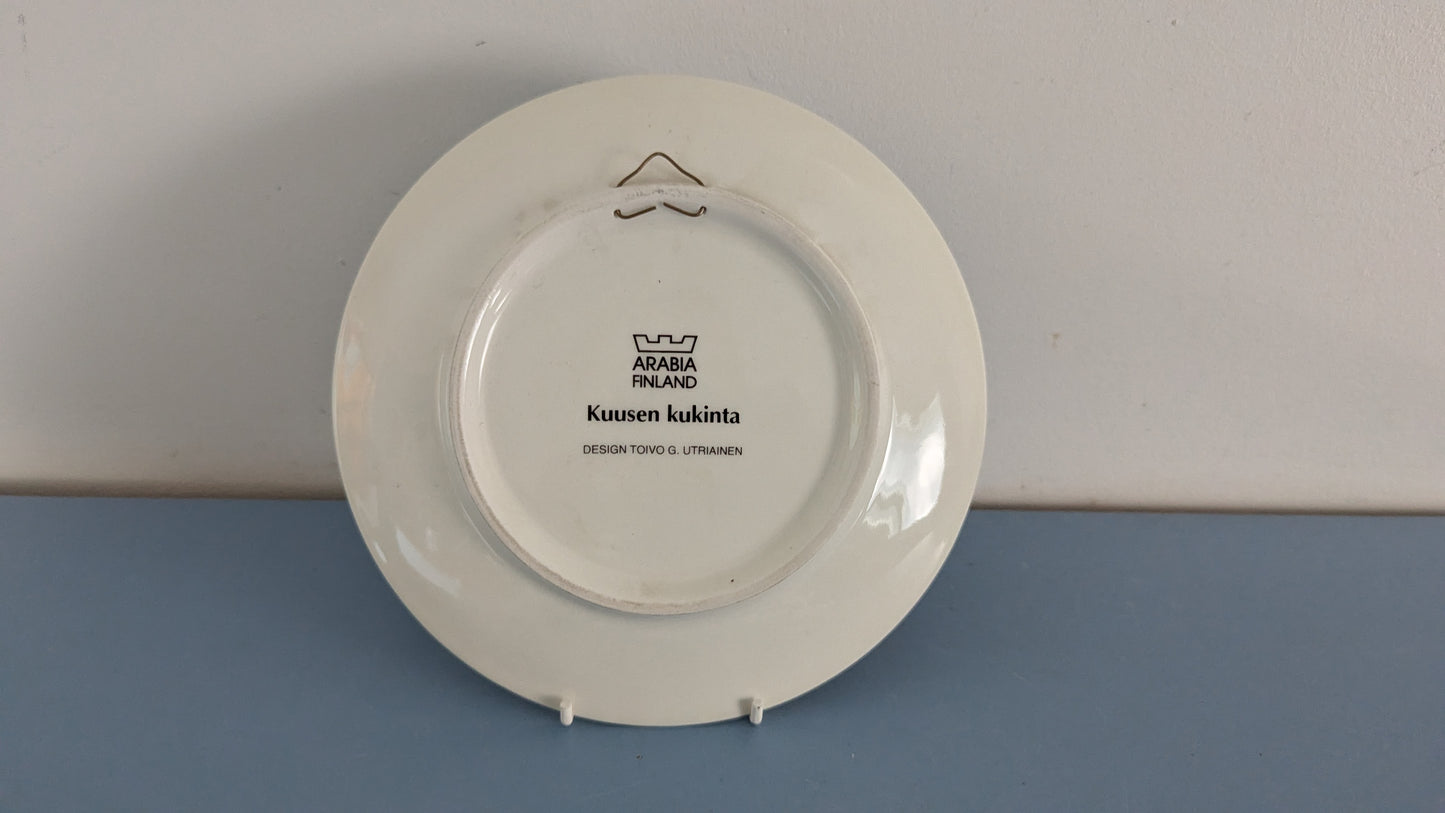 ARABIA
FINLAND
Kuusen kukinta
DESIGN TOIVO G. UTRIAINEN